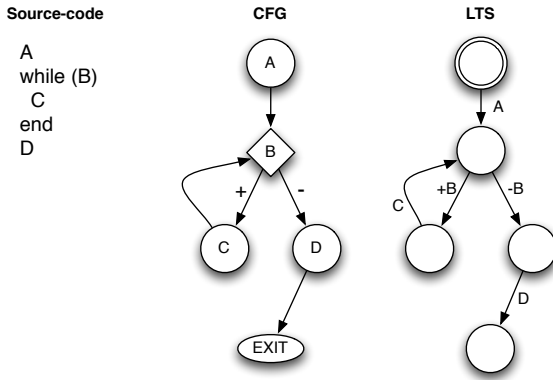 Source-code
A
while (B)
C
end
D
CFG
A
B
+
-
C
D
EXIT
LTS
A
+B
-B
C
D